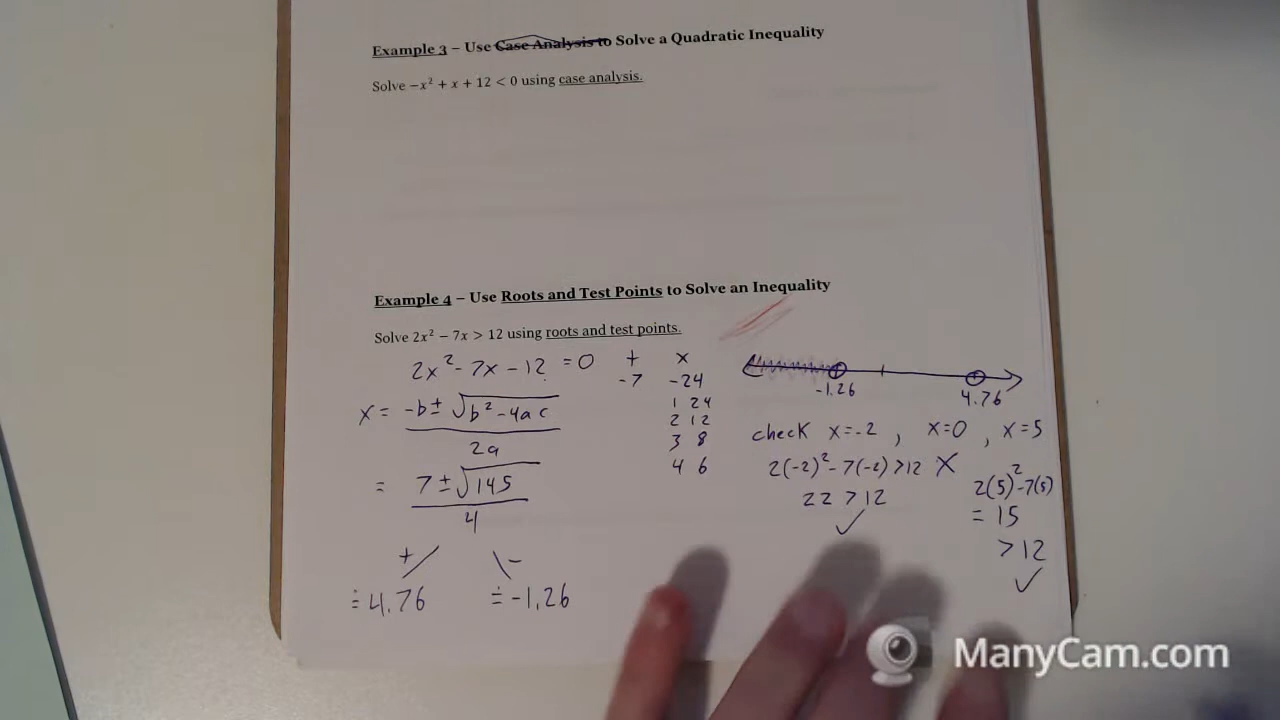 Example 3 – Use Case Analysis to Solve a Quadratic Inequality
Solve −x² + x + 12 < 0 using case analysis.
Example 4 – Use Roots and Test Points to Solve an Inequality
Solve 2x² − 7x > 12 using roots and test points.
2x² - 7x - 12 = 0
x = -b ± √b² - 4ac
2a
= 7 ± √145
4
+ -
≐ 4.76 ≐ -1.26
+ x
-7 -24
1 24
2 12
3 8
4 6
-1.26 4.76
check x=-2 , x=0 , x=5
2(-2)² - 7(-2) > 12 X
22 > 12
✓
2(5)² - 7(5)
= 15
> 12
✓
ManyCam.com